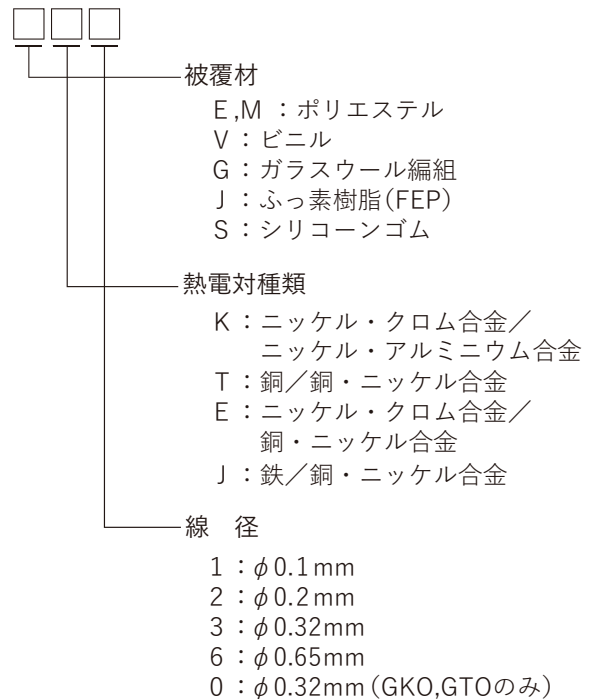 被覆材
E,M：ポリエステル
V：ビニル
G：ガラスウール編組
J：ふっ素樹脂(FEP)
S：シリコーンゴム
熱電対種類
K：ニッケル・クロム合金／
ニッケル・アルミニウム合金
T：銅／銅・ニッケル合金
E：ニッケル・クロム合金／
銅・ニッケル合金
J：鉄／銅・ニッケル合金
線　径
1：φ0.1mm
2：φ0.2mm
3：φ0.32mm
6：φ0.65mm
0：φ0.32mm(GKO,GTOのみ)